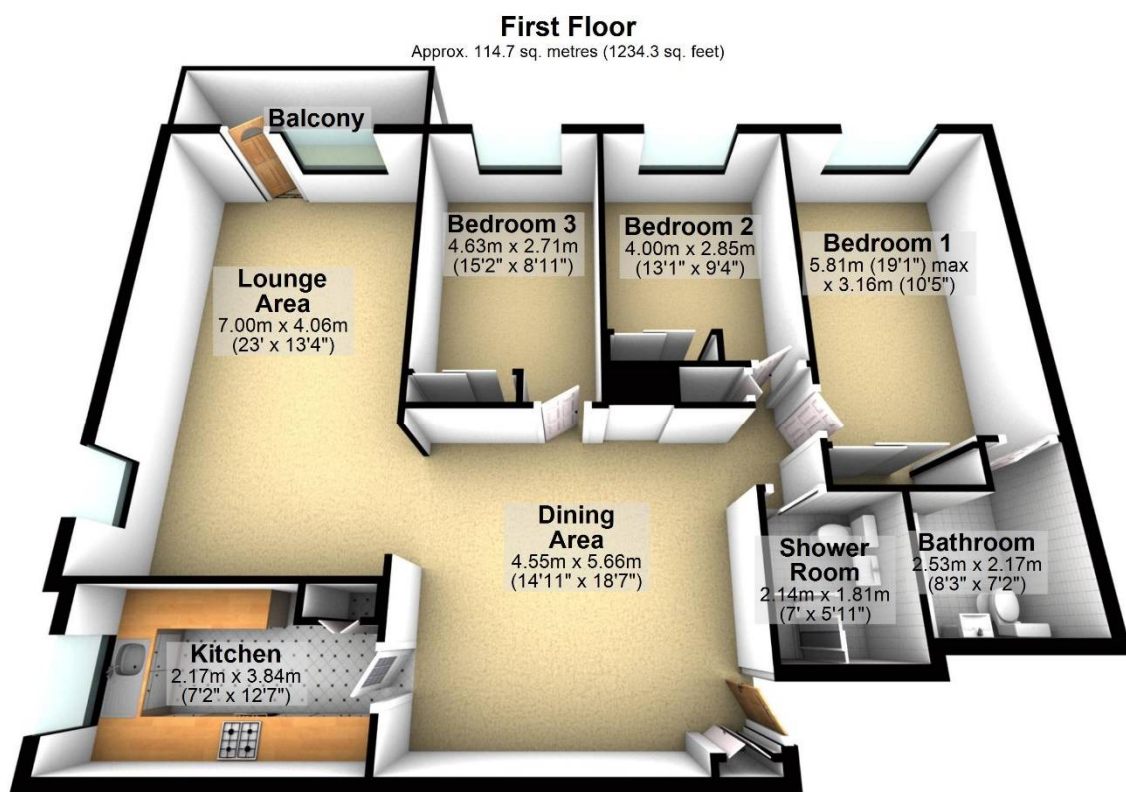 First Floor
Approx. 114.7 sq. metres (1234.3 sq. feet)
Balcony
Lounge
Area
7.00m x 4.06m
(23' x 13'4")
Bedroom 3
4.63m x 2.71m
(15'2" x 8'11")
Bedroom 2
4.00m x 2.85m
(13'1" x 9'4")
Bedroom 1
5.81m (19'1") max
x 3.16m (10'5")
Dining
Area
4.55m x 5.66m
(14'11" x 18'7")
Shower
Room
2.14m x 1.81m
(7' x 5'11")
Bathroom
2.53m x 2.17m
(8'3" x 7'2")
Kitchen
2.17m x 3.84m
(7'2" x 12'7")